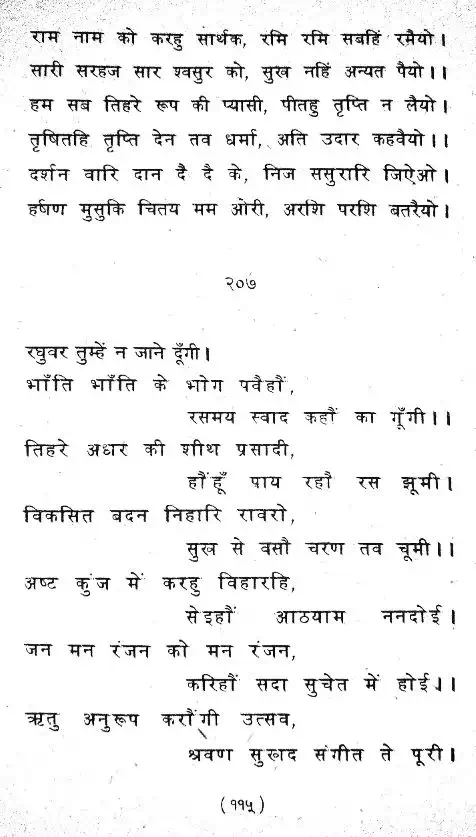 राम नाम को करहु सार्थक, रमि रमि सबहिं रमैयो।
सारी सरहज सार श्वसुर को, सुख नहिं अन्यत पैयो।।
हम सब तिहरे रूप की प्यासी, पीतहु तृप्ति न लैयो।
तृषितहि तृप्ति देन तव धर्मा, अति उदार कहवैयो।।
दर्शन वारि दान दै दै के, निज ससुरारि जिऐओ।
हर्षण मुसुकि चितय मम ओरी, अरशि परशि बतरैयो।
२०७
रघुवर तुम्हें न जाने दूँगी।
भाँति भाँति के भोग पवैहौं,
रसमय स्वाद कहौं का गूँगी।।
तिहरे अधर की शीथ प्रसादी,
हौंहूँ पाय रहौ रस झूमी।
विकसित बदन निहारि रावरो,
सुख से वसौ चरण तव चूमी।।
अष्ट कुंज में करहु विहारहि,
सेइहौं आठयाम ननदोई।
जन मन रंजन को मन रंजन,
करिहौं सदा सुचेत में होई।।
ऋतु अनुरूप करौंगी उत्सव,
श्रवण सुखद संगीत ते पूरी।
(११५)